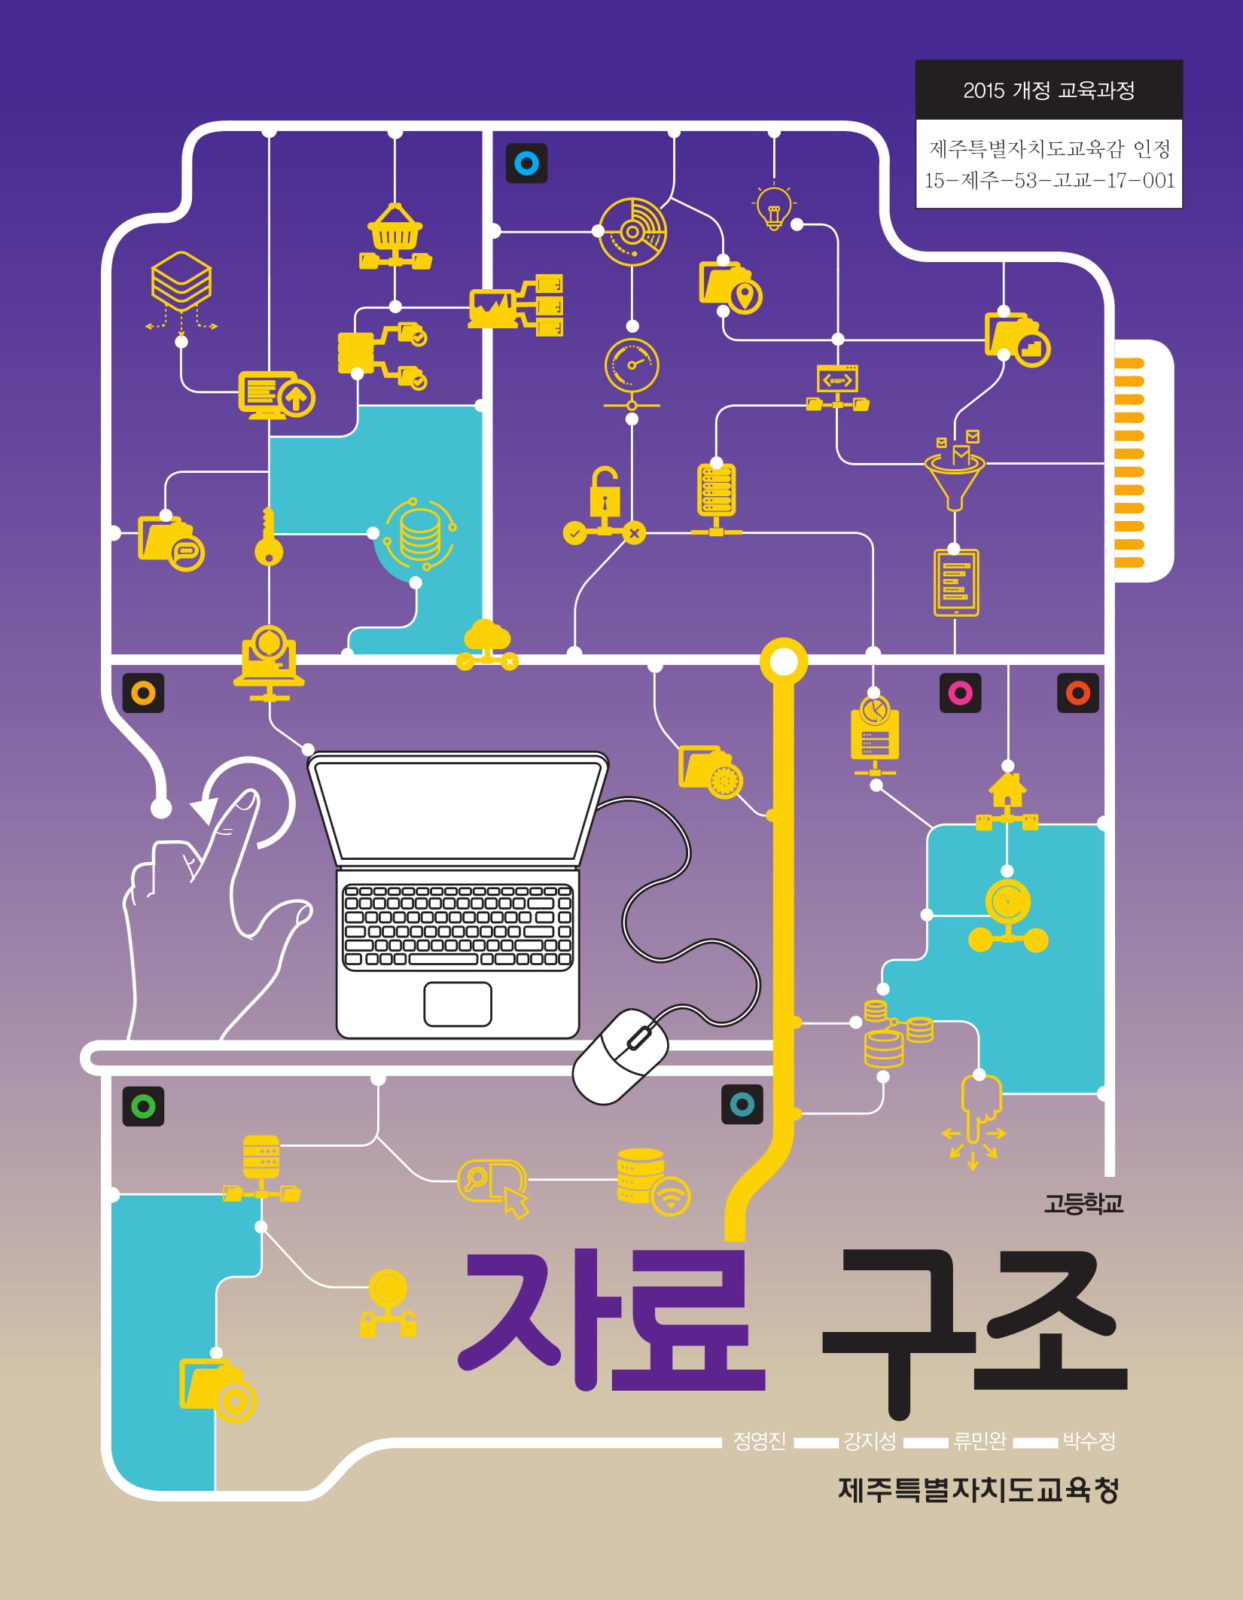 2015 개정 교육과정
제주특별자치도교육감 인정
15-제주-53-고교-17-001
고등학교
자료 구조
정영진 강지성 류민완 박수정
제주특별자치도교육청